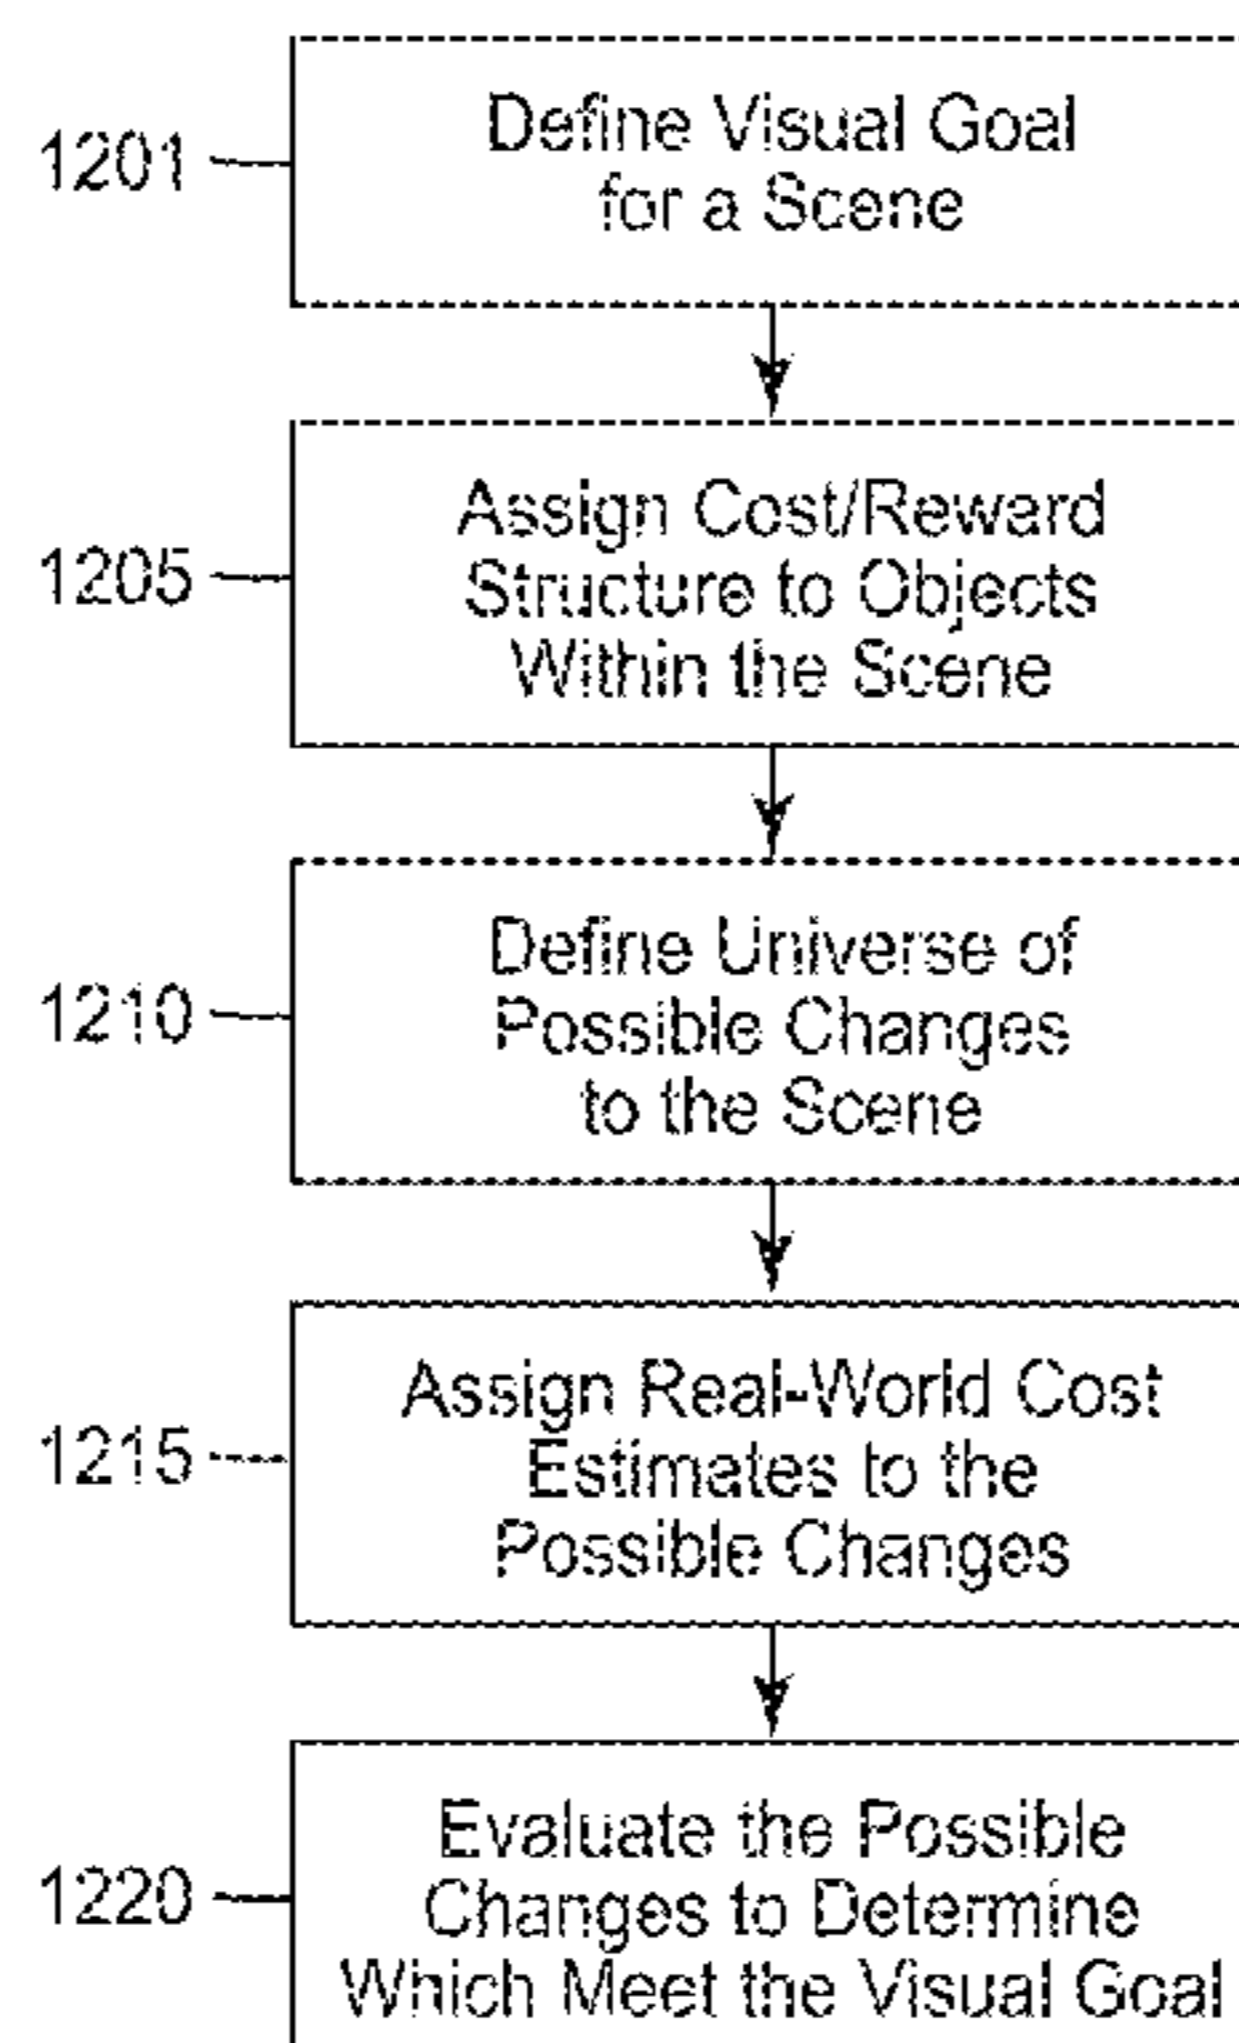 1201
Define Visual Goal
for a Scene
1205
Assign Cost/Reward
Structure to Objects
Within the Scene
1210
Define Universe of
Possible Changes
to the Scene
1215
Assign Real-World Cost
Estimates to the
Possible Changes
1220
Evaluate the Possible
Changes to Determine
Which Meet the Visual Goal